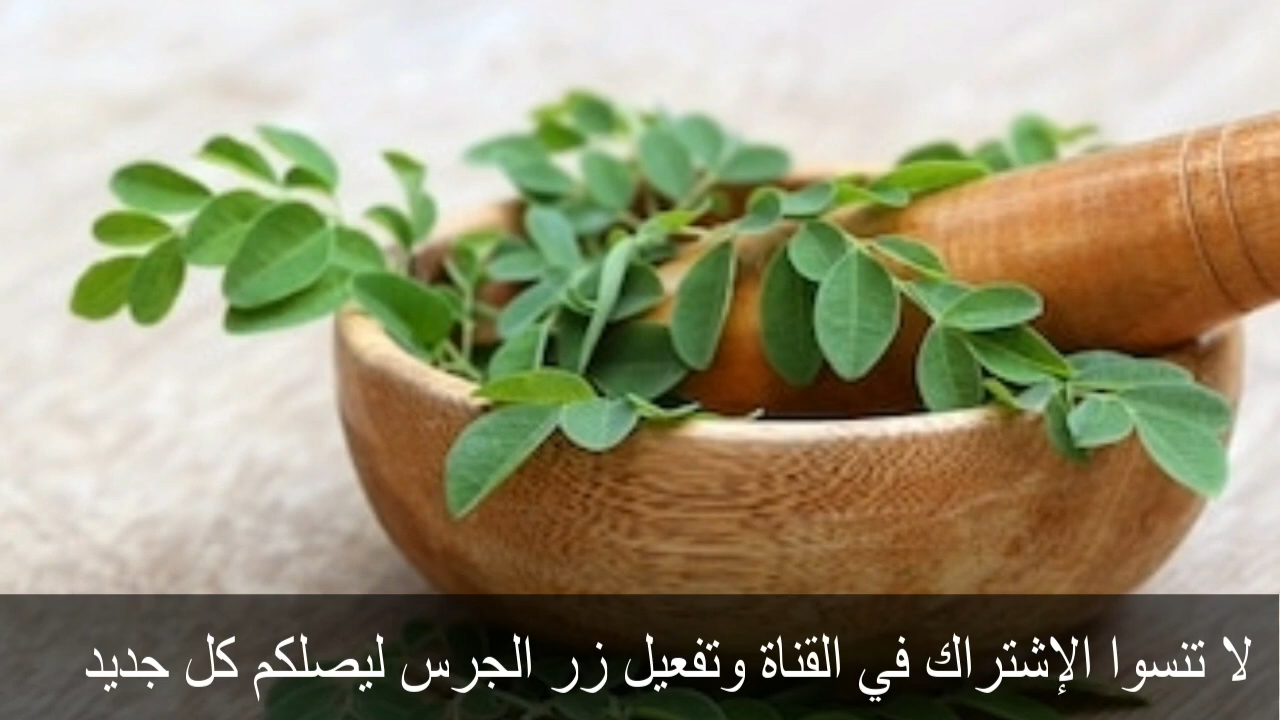 لا تنسوا الإشتراك في القناة وتفعيل زر الجرس ليصلكم كل جديد